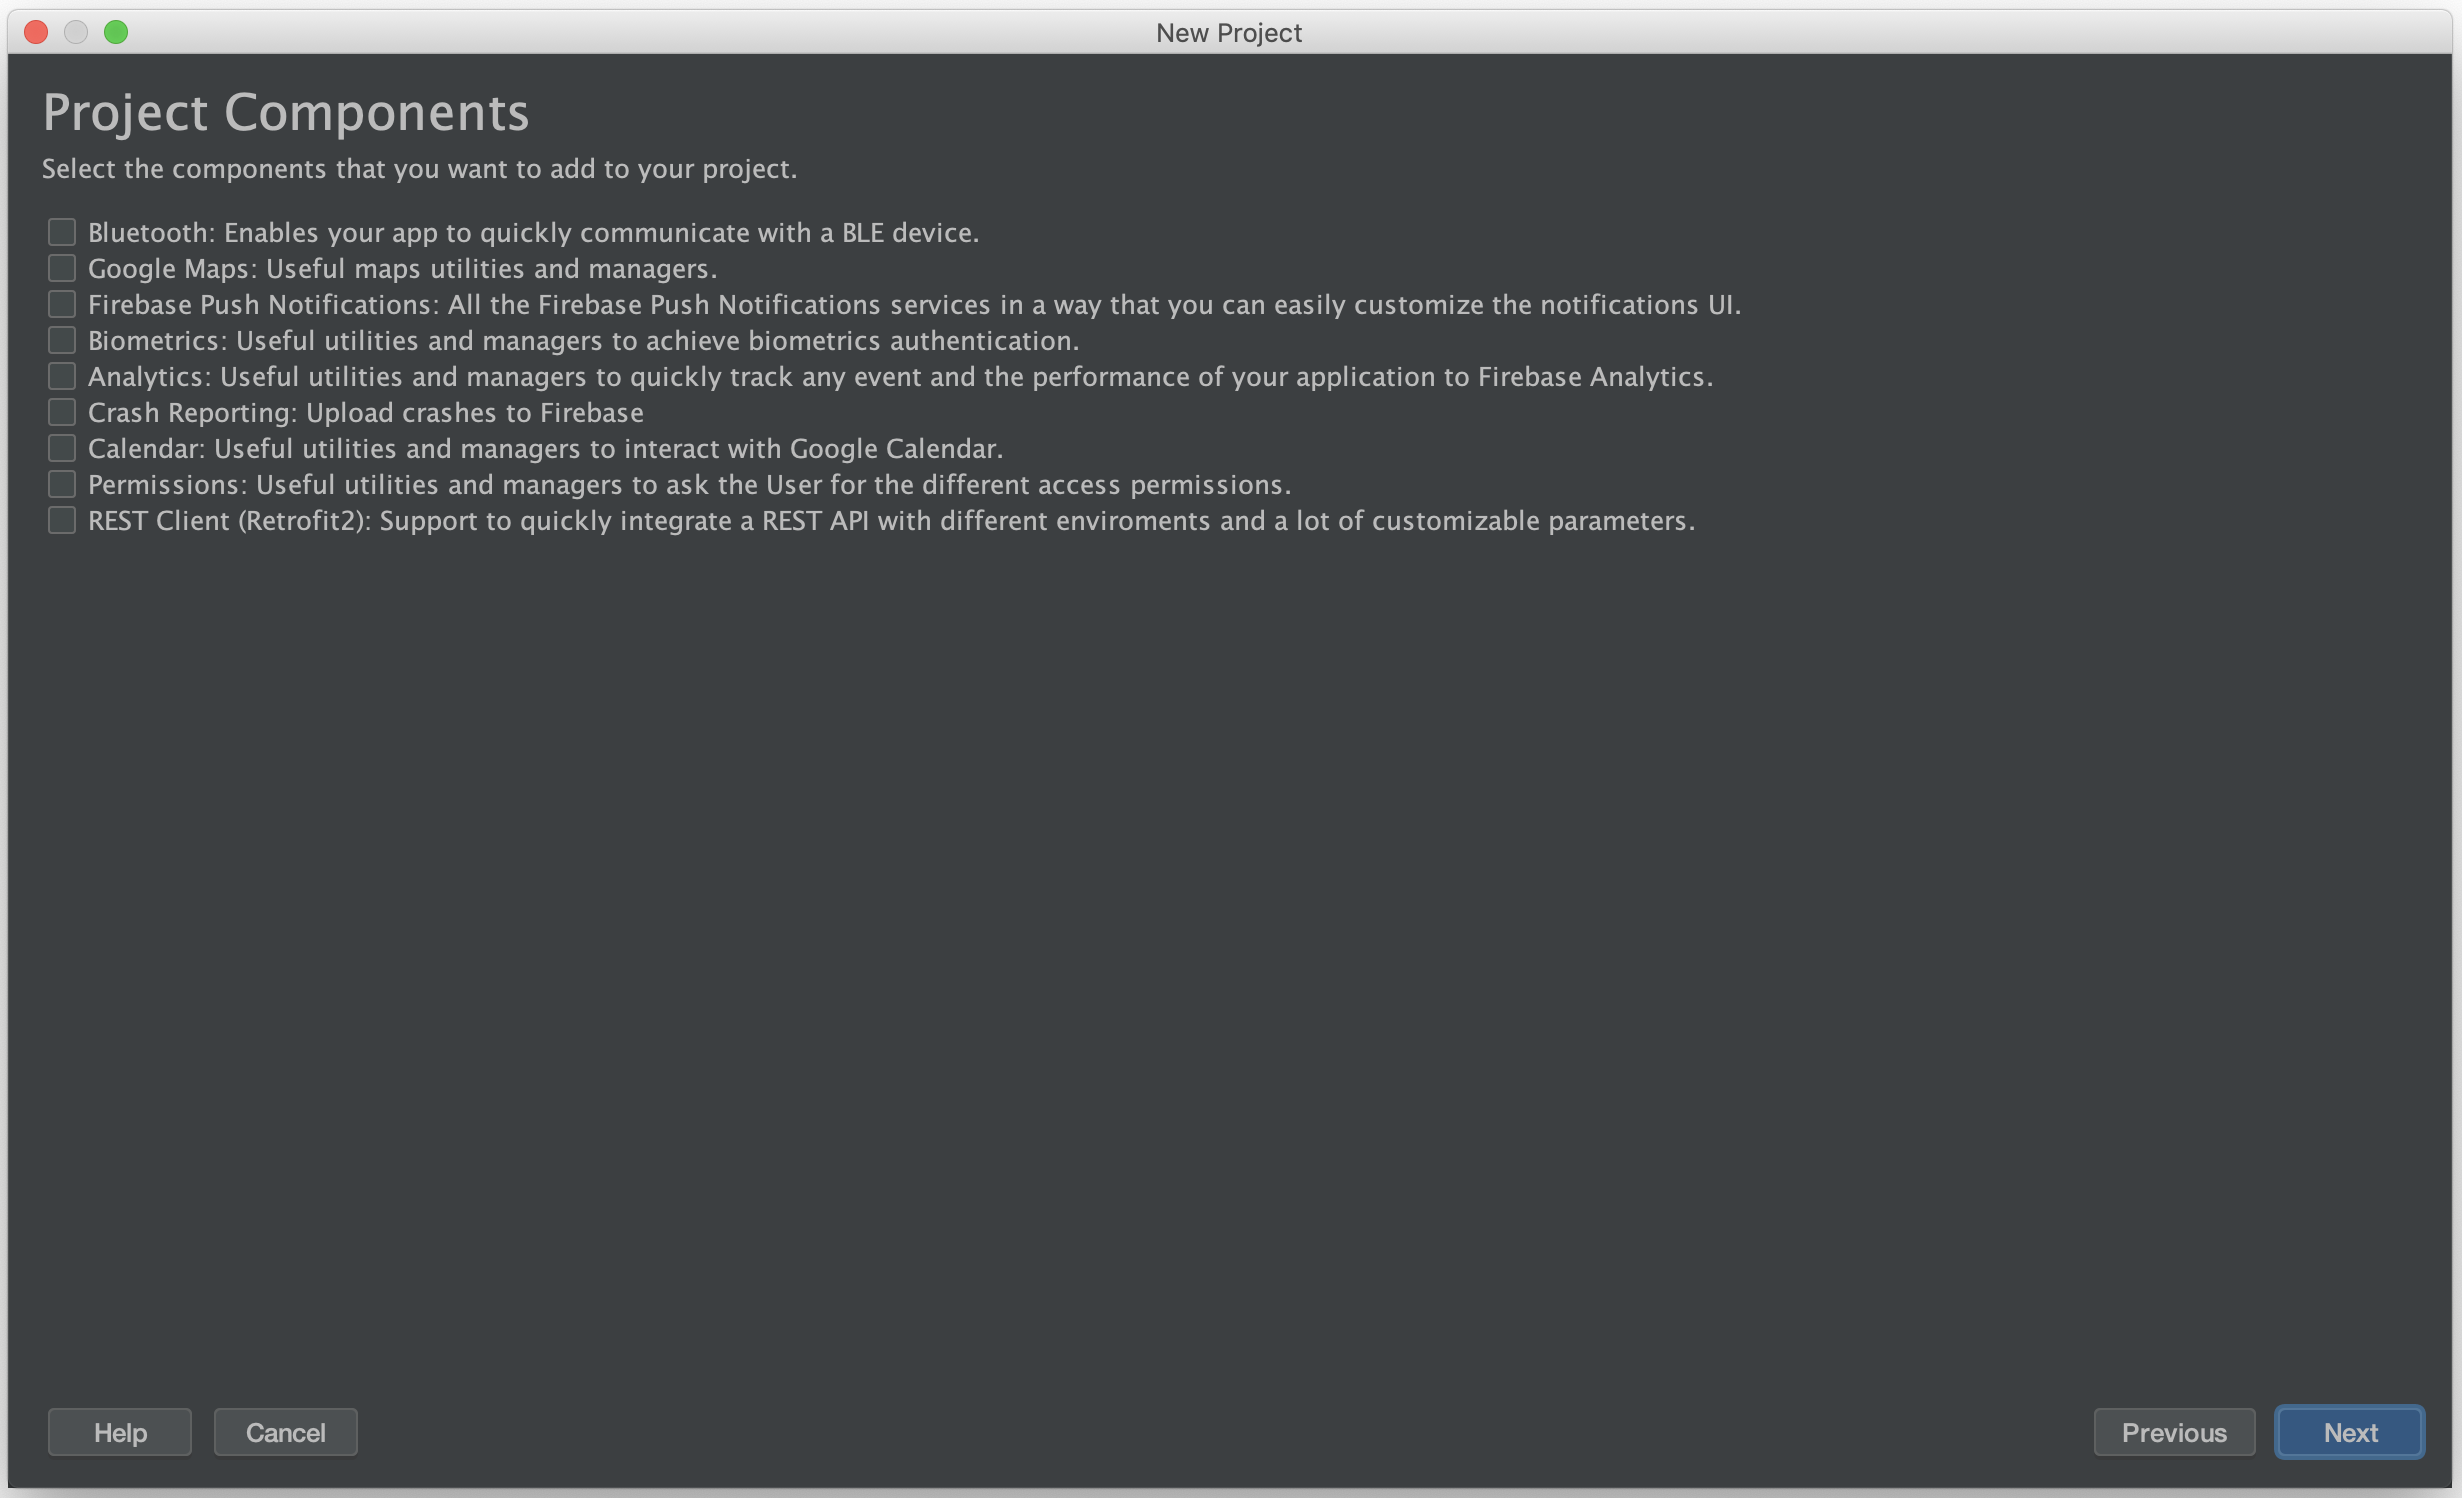 New Project
Project Components
Select the components that you want to add to your project.
Bluetooth: Enables your app to quickly communicate with a BLE device.
Google Maps: Useful maps utilities and managers.
Firebase Push Notifications: All the Firebase Push Notifications services in a way that you can easily customize the notifications UI.
Biometrics: Useful utilities and managers to achieve biometrics authentication.
Analytics: Useful utilities and managers to quickly track any event and the performance of your application to Firebase Analytics.
Crash Reporting: Upload crashes to Firebase
Calendar: Useful utilities and managers to interact with Google Calendar.
Permissions: Useful utilities and managers to ask the User for the different access permissions.
REST Client (Retrofit2): Support to quickly integrate a REST API with different enviroments and a lot of customizable parameters.
Help Cancel Previous Next